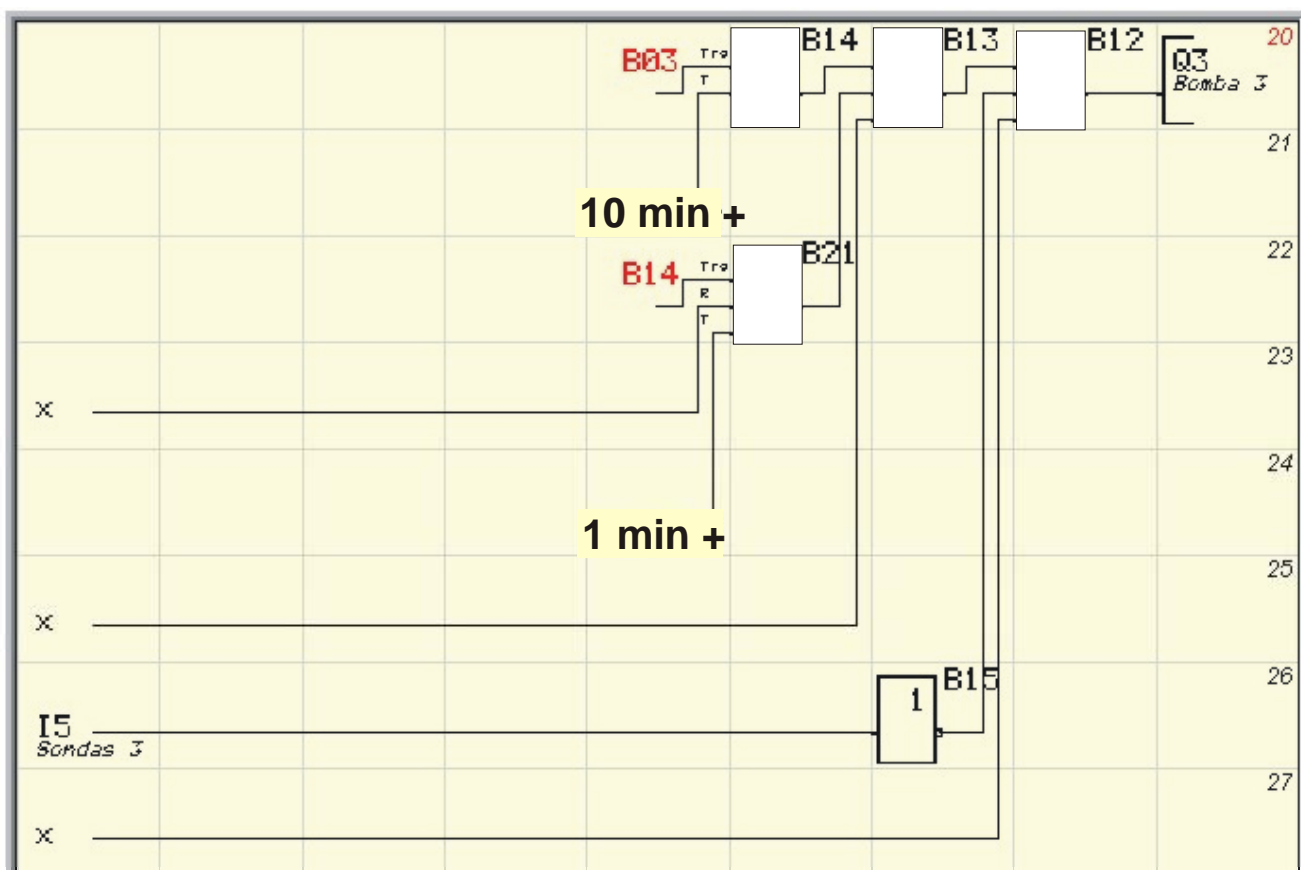 B03 Trg B14 B13 B12 Q3 20
T Bomba 3
21
10 min +
B14 Trg B21 22
R
T
23
X
24
1 min +
25
X
B15 26
1
I5
Sondas 3
27
X